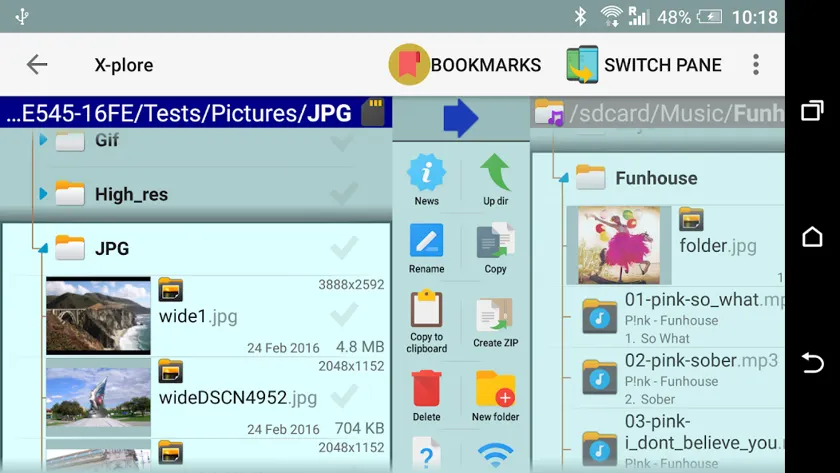 R 48% 10:18
X-plore
BOOKMARKS
SWITCH PANE
...E545-16FE/Tests/Pictures/JPG
Gif
High_res
JPG
3888x2592
wide1.jpg
24 Feb 2016 4.8 MB
2048x1152
wideDSCN4952.jpg
24 Feb 2016 704 KB
2048x1152
News
Up dir
Rename
Copy
Copy to
clipboard
Create ZIP
Delete
New folder
?
/sdcard/Music/Funh
Funhouse
folder.jpg
1
01-pink-so_what.mp
P!nk - Funhouse
1. So What
02-pink-sober.mp3
P!nk - Funhouse
2. Sober
03-pink-
i_dont_believe_you.
P!nk - Funhouse